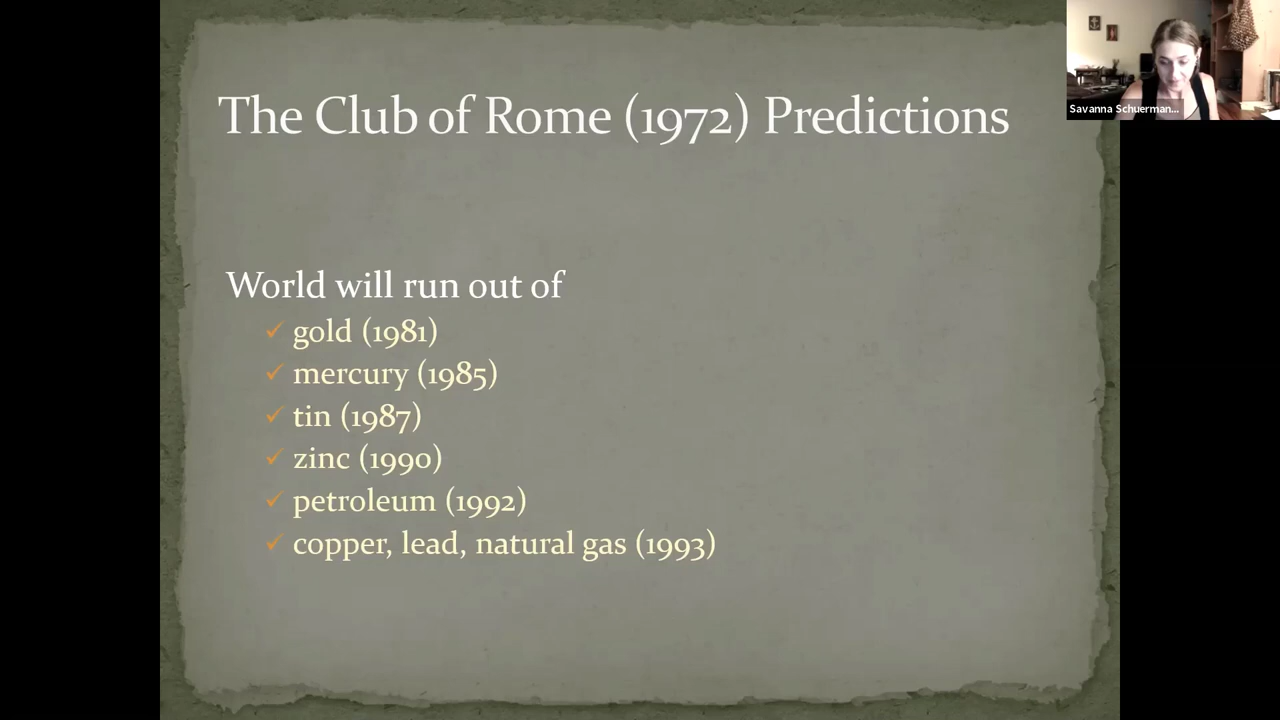 The Club of Rome (1972) Predictions
Savanna Schuerman...
World will run out of
gold (1981)
mercury (1985)
tin (1987)
zinc (1990)
petroleum (1992)
copper, lead, natural gas (1993)